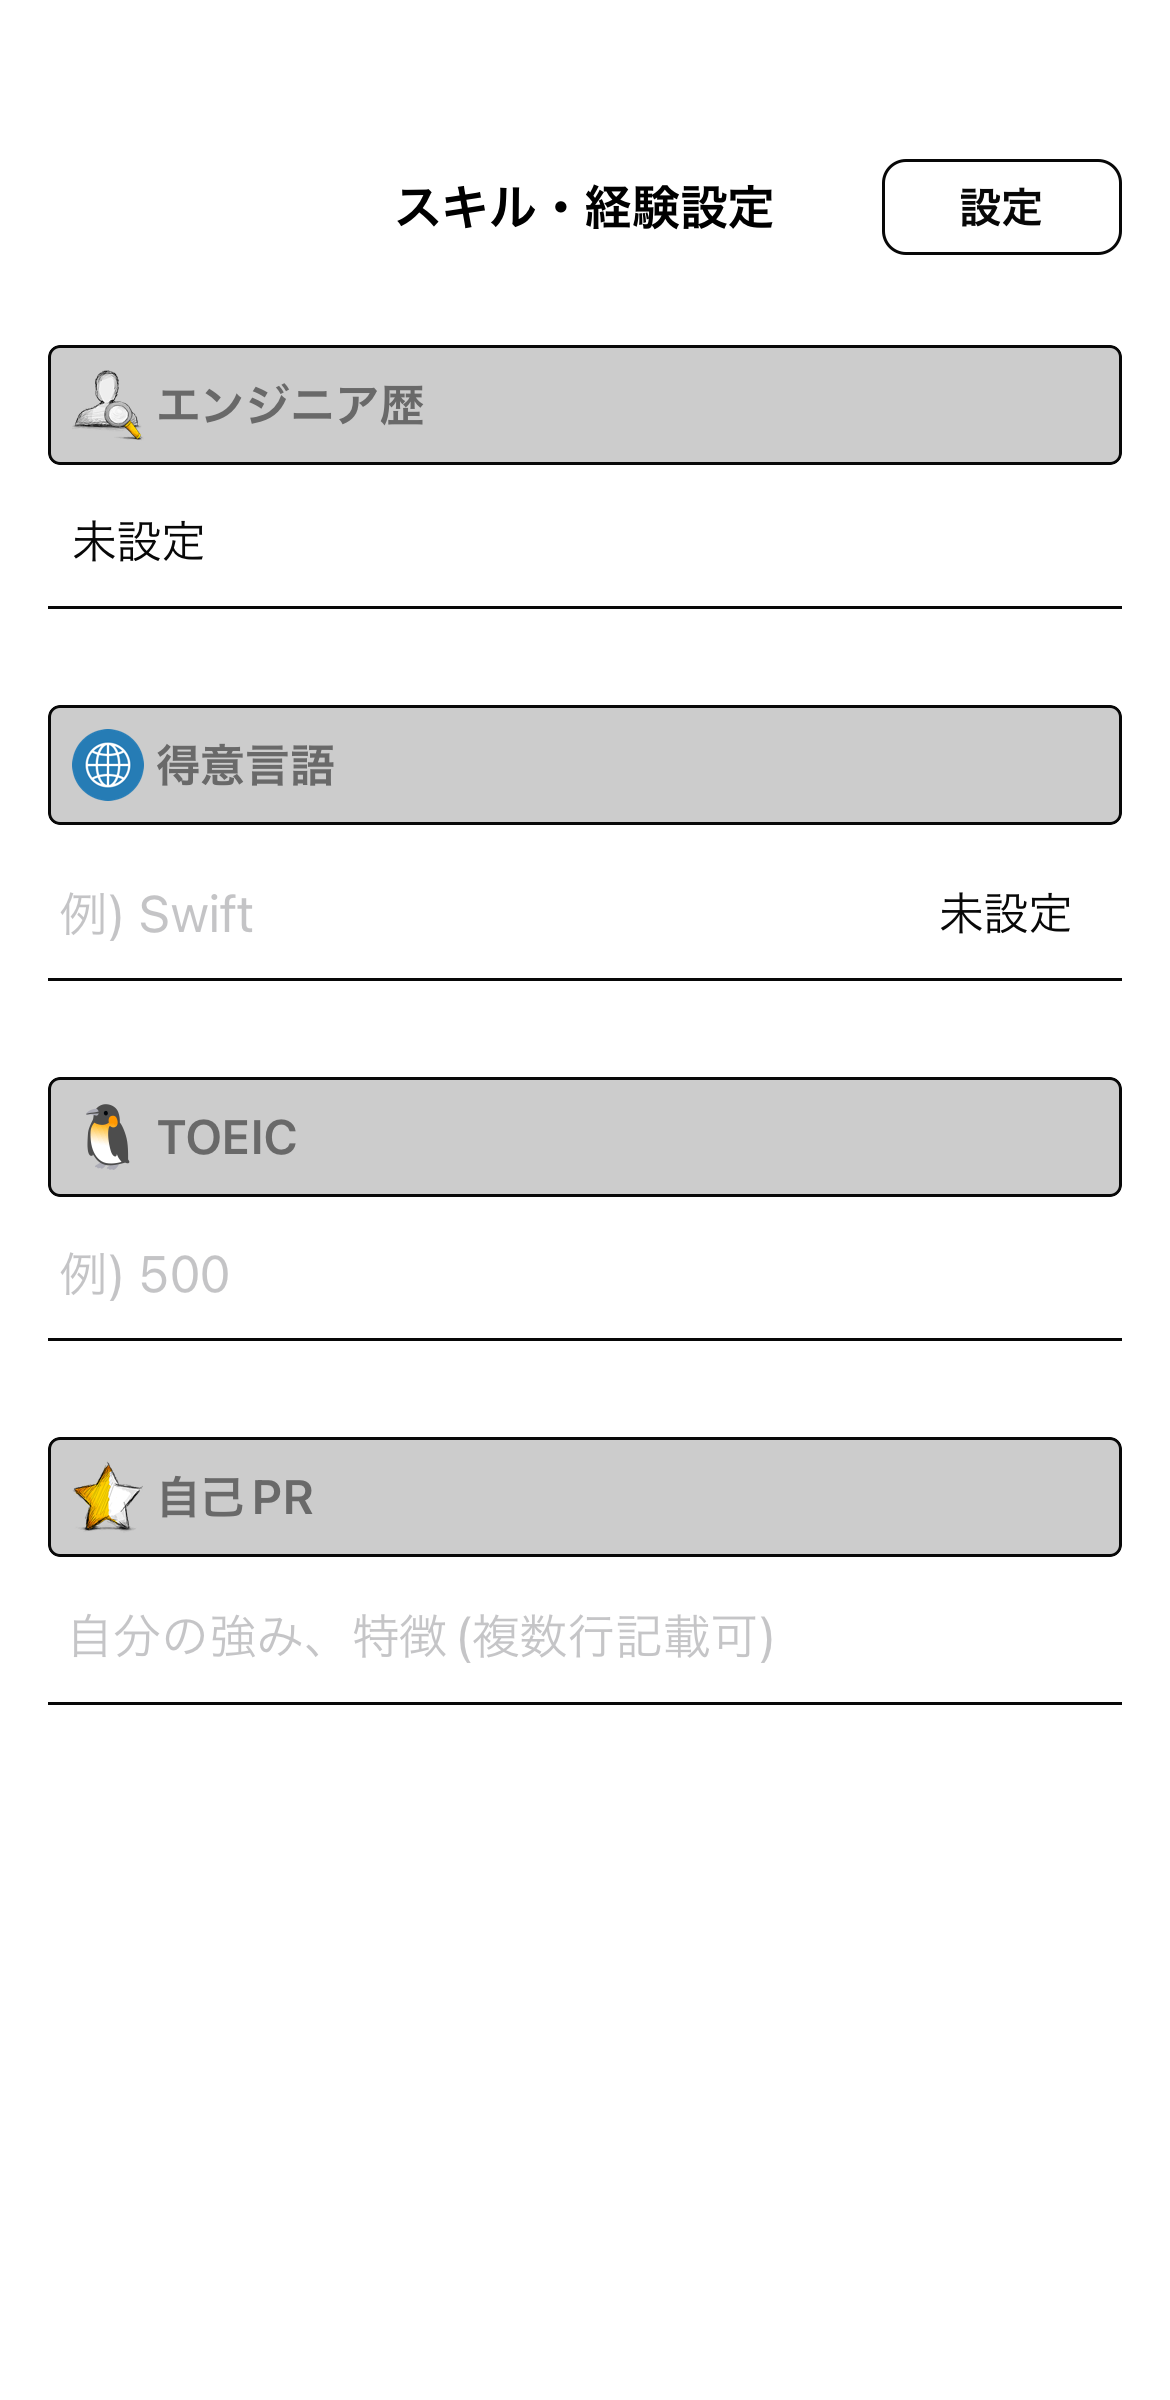 スキル・経験設定
設定
エンジニア歴
未設定
得意言語
例) Swift
未設定
TOEIC
例) 500
自己PR
自分の強み、特徴(複数行記載可)